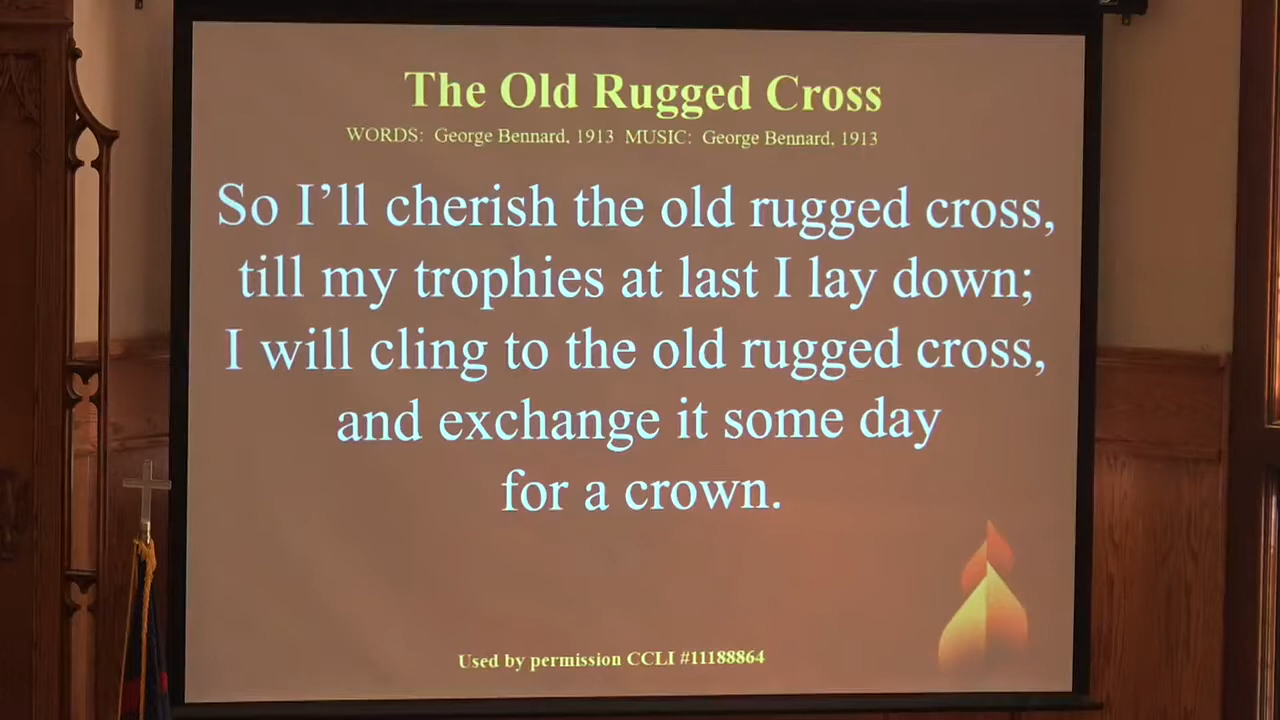 The Old Rugged Cross
WORDS: George Bennard, 1913 MUSIC: George Bennard, 1913
So I’ll cherish the old rugged cross,
till my trophies at last I lay down;
I will cling to the old rugged cross,
and exchange it some day
for a crown.
Used by permission CCLI #11188864